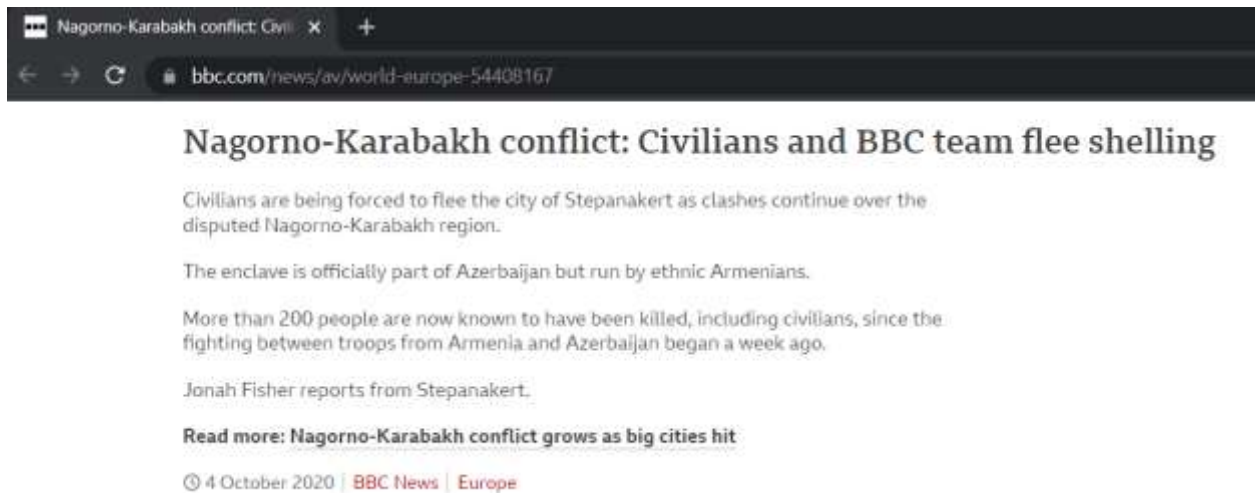 Nagorno-Karabakh conflict: Civil
bbc.com/news/av/world-europe-54408167
Nagorno-Karabakh conflict: Civilians and BBC team flee shelling
Civilians are being forced to flee the city of Stepanakert as clashes continue over the
disputed Nagorno-Karabakh region.
The enclave is officially part of Azerbaijan but run by ethnic Armenians.
More than 200 people are now known to have been killed, including civilians, since the
fighting between troops from Armenia and Azerbaijan began a week ago.
Jonah Fisher reports from Stepanakert.
Read more: Nagorno-Karabakh conflict grows as big cities hit
4 October 2020 | BBC News | Europe